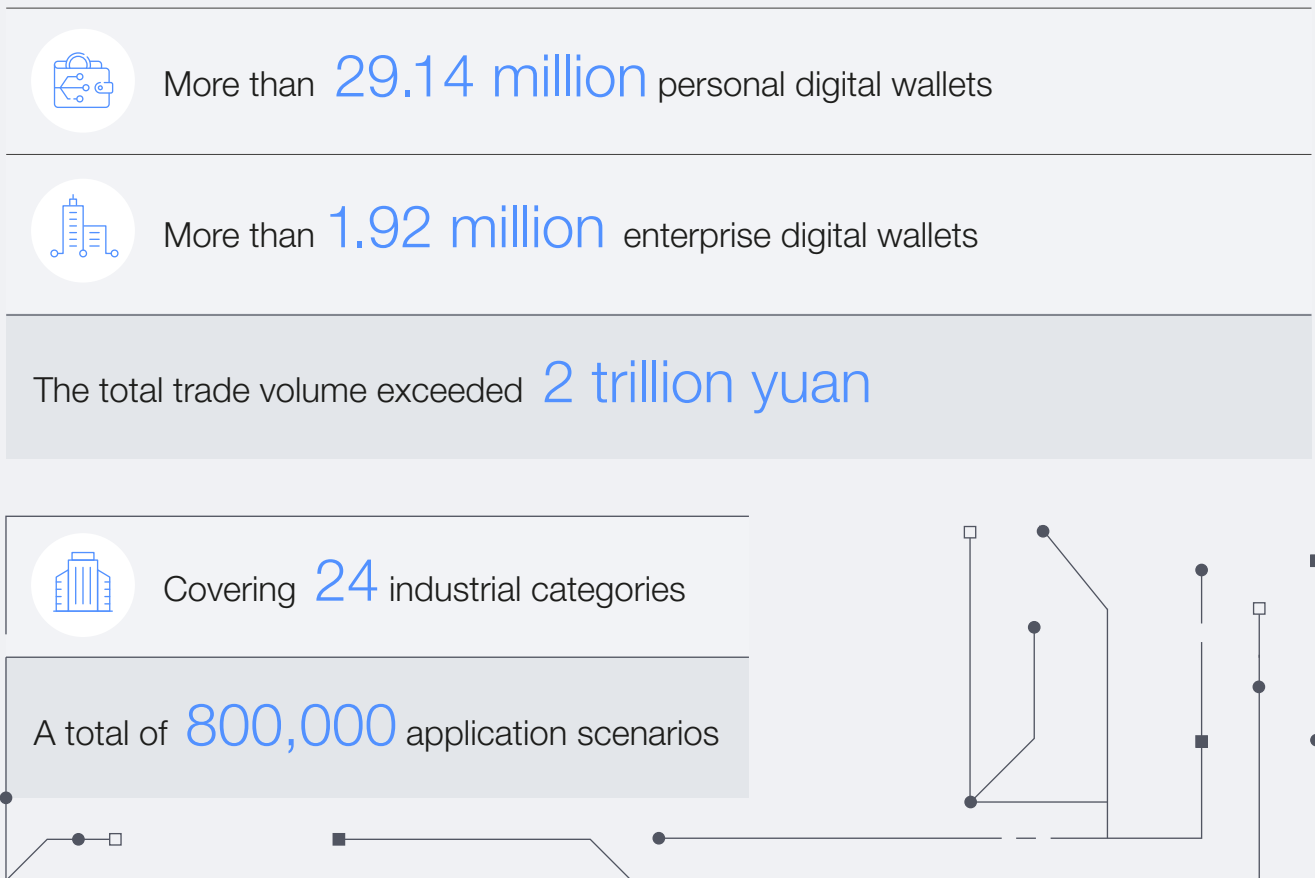 More than 29.14 million personal digital wallets
More than 1.92 million enterprise digital wallets
The total trade volume exceeded 2 trillion yuan
Covering 24 industrial categories
A total of 800,000 application scenarios